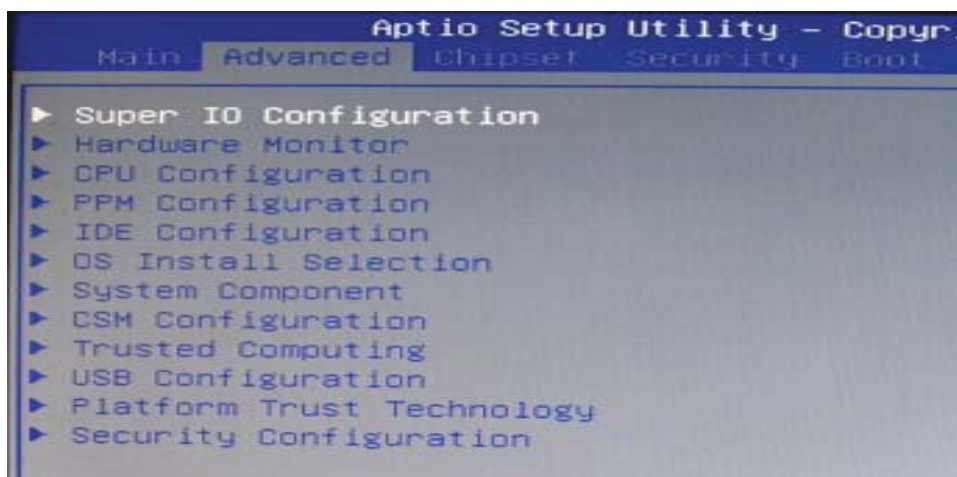 Aptio Setup Utility – Copyr
Main Advanced Chipset Security Boot
Super IO Configuration
Hardware Monitor
CPU Configuration
PPM Configuration
IDE Configuration
OS Install Selection
System Component
CSM Configuration
Trusted Computing
USB Configuration
Platform Trust Technology
Security Configuration